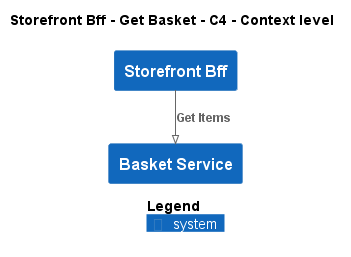 Storefront Bff - Get Basket - C4 - Context level
Storefront Bff
Get Items
Basket Service
Legend
system